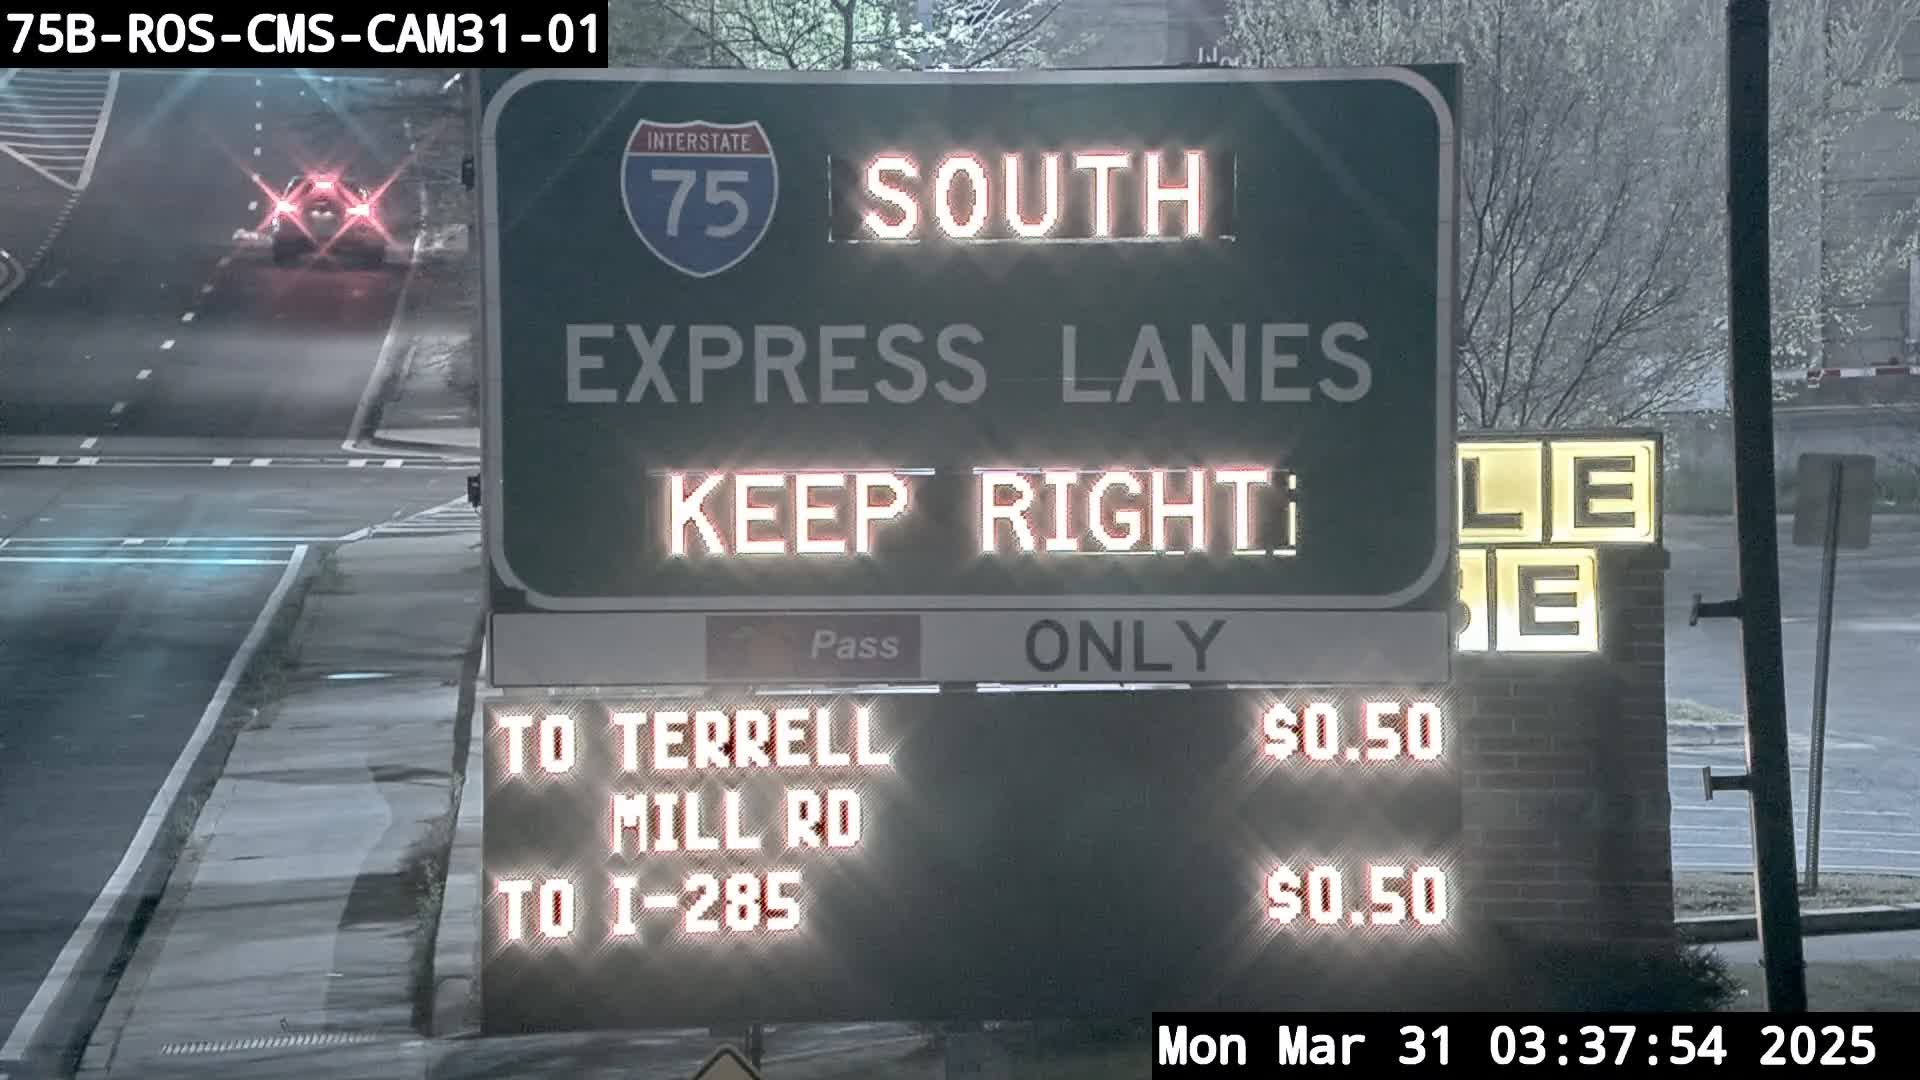 75B-ROS-CMS-CAM31-01
INTERSTATE
75
SOUTH
EXPRESS LANES
KEEP RIGHT
Pass ONLY
TO TERRELL $0.50
MILL RD
TO I-285 $0.50
LE
E
Mon Mar 31 03:37:54 2025